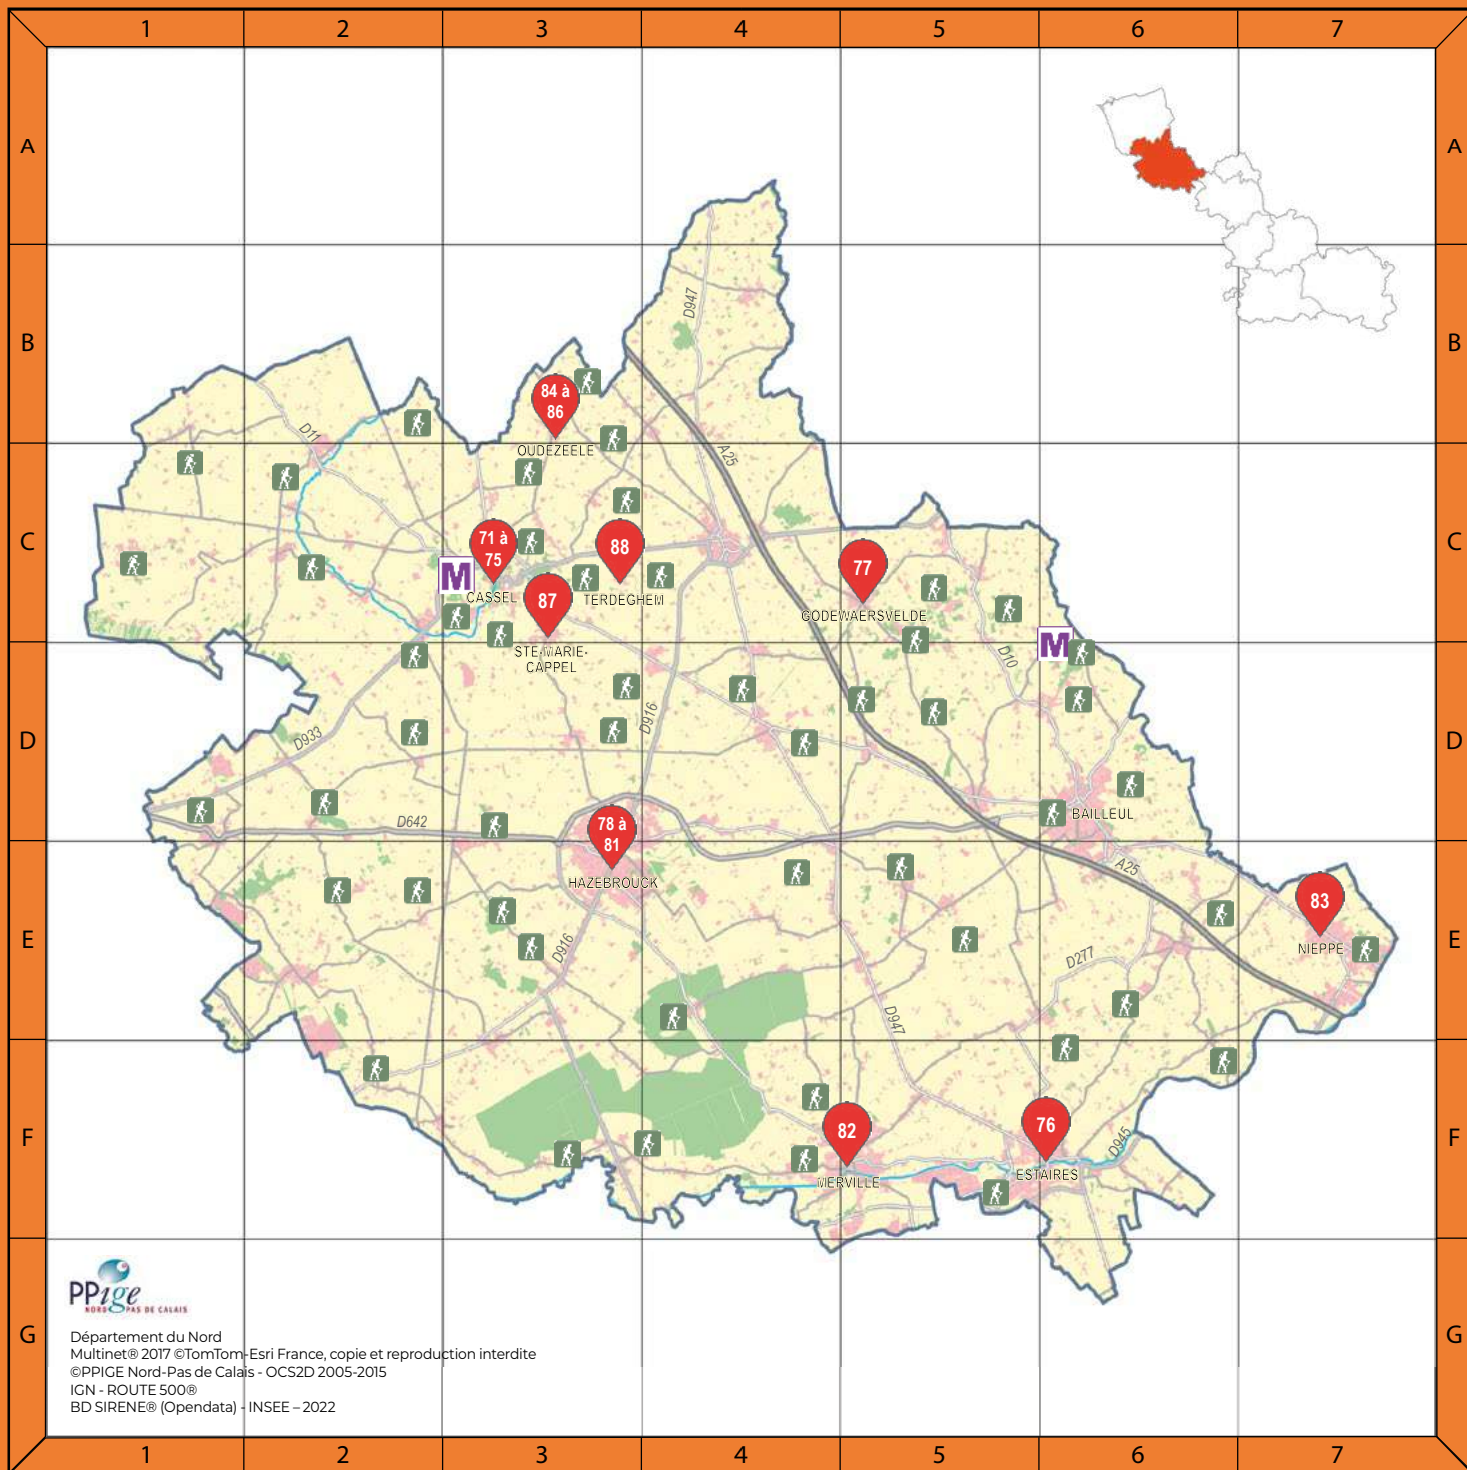 1 2 3 4 5 6 7
A A
B B
C C
D D
E E
F F
G G
D947
84 à
86
OUDEZEELE
D11
A25
71 à
75
M
CASSEL
88
TERDEGHEM
87
STE-MARIE-
CAPPEL
77
GODEWAERSVELDE
M
D10
D916
D933
D642
BAILLEUL
78 à
81
HAZEBROUCK
A25
83
NIEPPE
D916
D277
D947
82
MERVILLE
76
ESTAIRES
D945
PPige
NORD PAS DE CALAIS
Département du Nord
Multinet® 2017 ©TomTom-Esri France, copie et reproduction interdite
©PPIGE Nord-Pas de Calais - OCS2D 2005-2015
IGN - ROUTE 500®
BD SIRENE® (Opendata) - INSEE – 2022
1 2 3 4 5 6 7